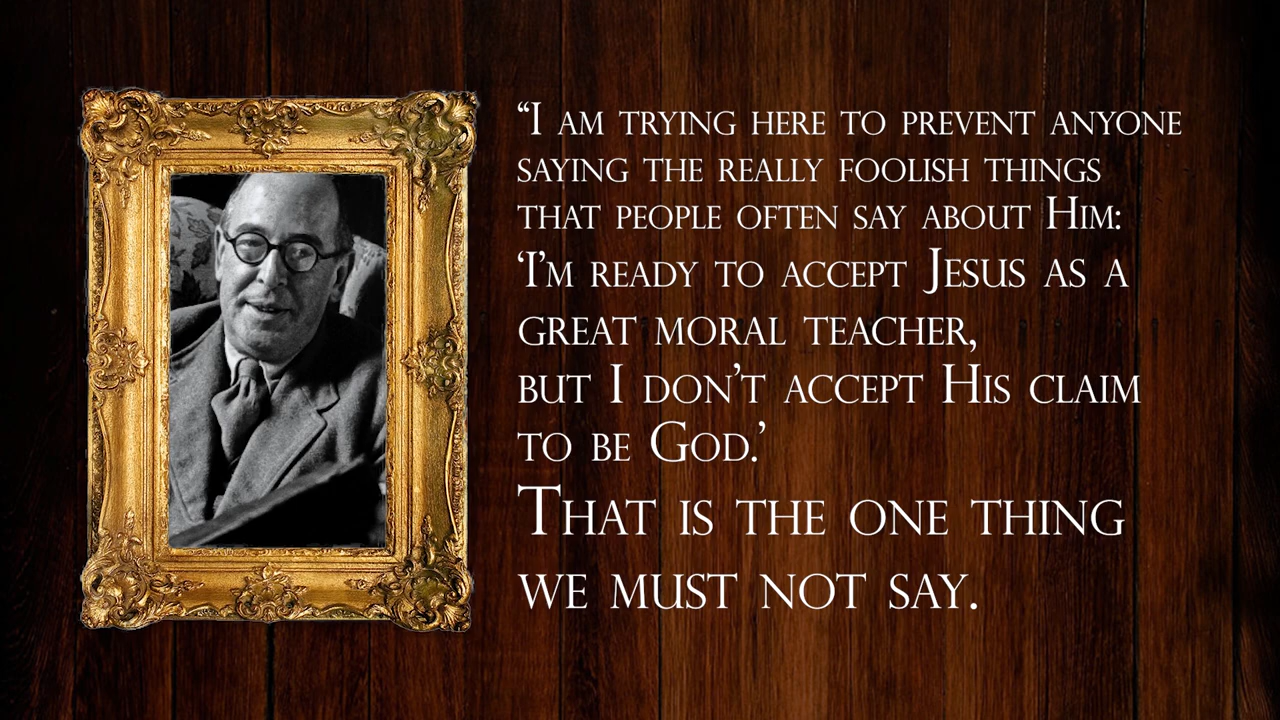 “I am trying here to prevent anyone
saying the really foolish things
that people often say about Him:
‘I’m ready to accept Jesus as a
great moral teacher,
but I don’t accept His claim
to be God.’
That is the one thing
we must not say.